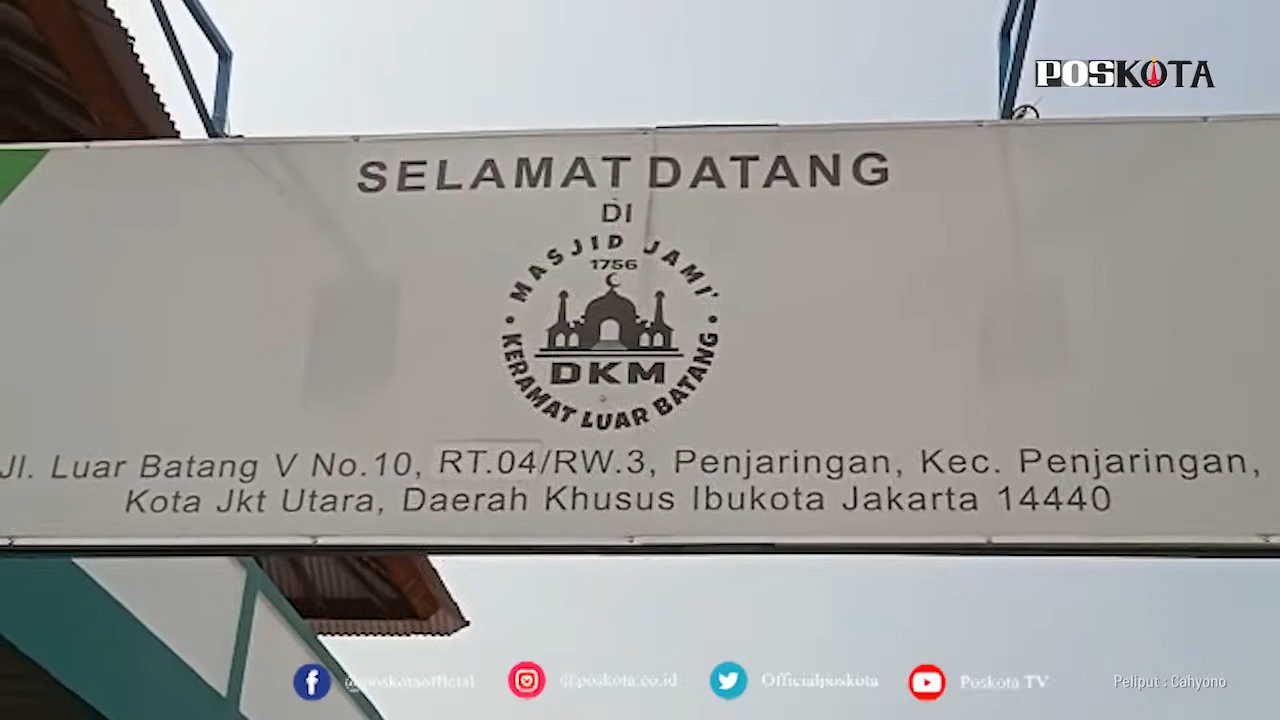 POSKOTA
SELAMAT DATANG
DI
MASJID JAMI'
1756
DKM
KERAMAT LUAR BATANG
Jl. Luar Batang V No.10, RT.04/RW.3, Penjaringan, Kec. Penjaringan,
Kota Jkt Utara, Daerah Khusus Ibukota Jakarta 14440
@poskotaofficial @poskota.co.id Officialposkota Poskota TV Peliput : Cahyono